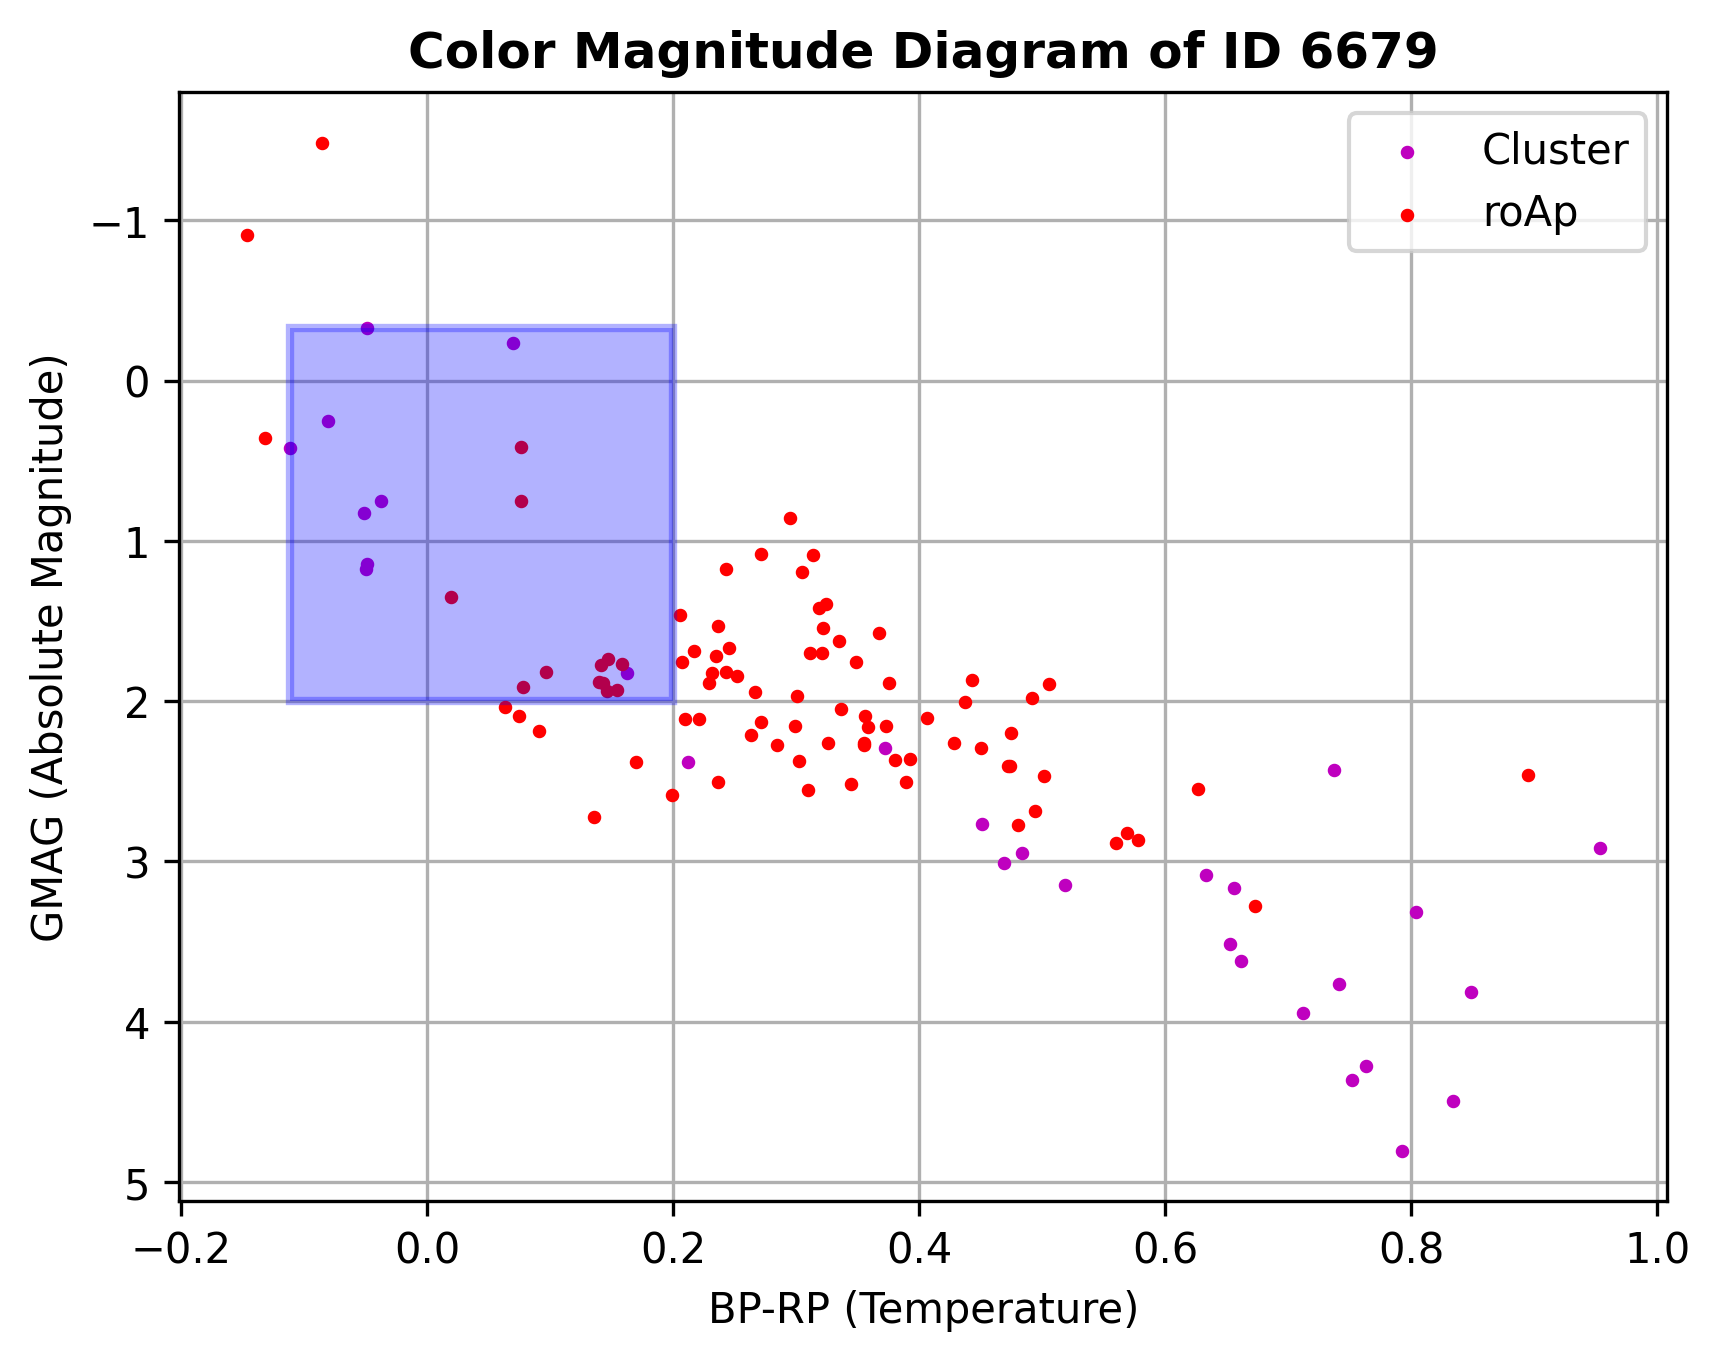 Color Magnitude Diagram of ID 6679
Cluster
roAp
GMAG (Absolute Magnitude)
−1
0
1
2
3
4
5
−0.2 0.0 0.2 0.4 0.6 0.8 1.0
BP-RP (Temperature)